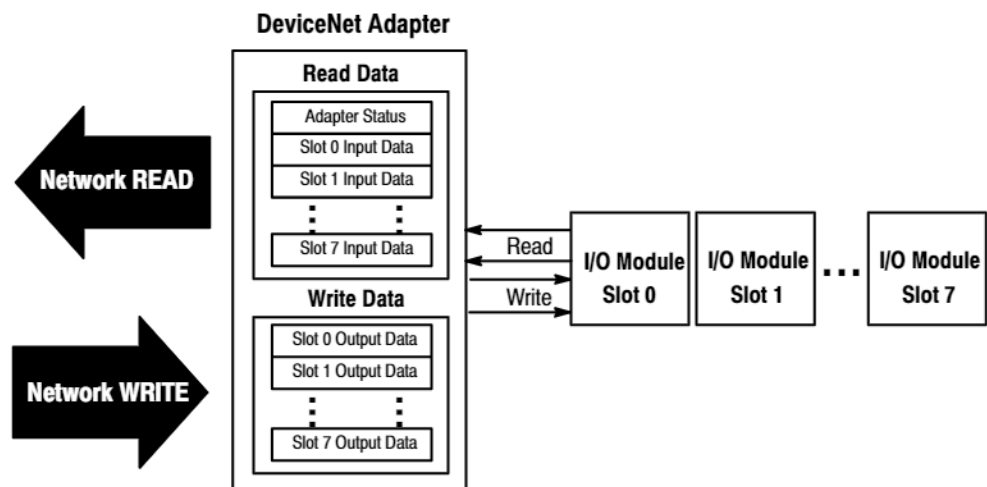 DeviceNet Adapter
Read Data
Adapter Status
Slot 0 Input Data
Slot 1 Input Data
Slot 7 Input Data
Network READ
Write Data
Slot 0 Output Data
Slot 1 Output Data
Slot 7 Output Data
Network WRITE
Read
Write
I/O Module
Slot 0
I/O Module
Slot 1
I/O Module
Slot 7